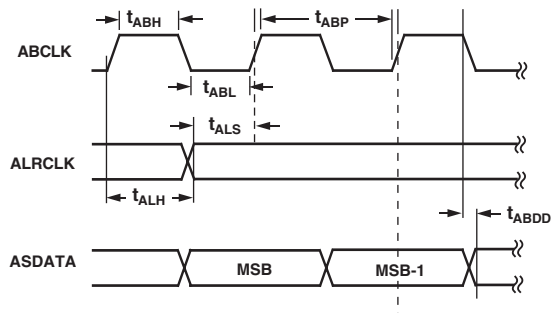 tABH
tABP
ABCLK
tABL
tALS
ALRCLK
tALH
tABDD
ASDATA
MSB
MSB-1